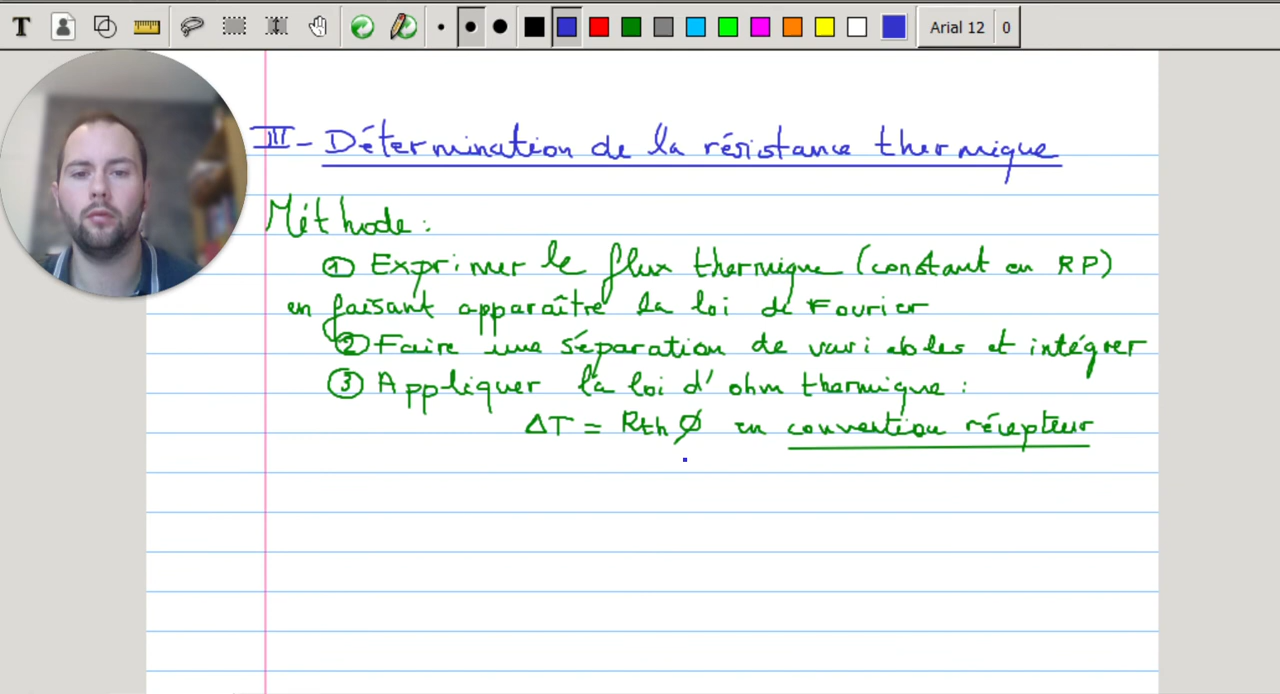 T Arial 12 0
III - Détermination de la résistance thermique
Méthode :
① Exprimer le flux thermique (constant en RP)
en faisant apparaître la loi de Fourier
② Faire une séparation de variables et intégrer
③ Appliquer la loi d'ohm thermique :
ΔT = Rth ϕ en convention récepteur